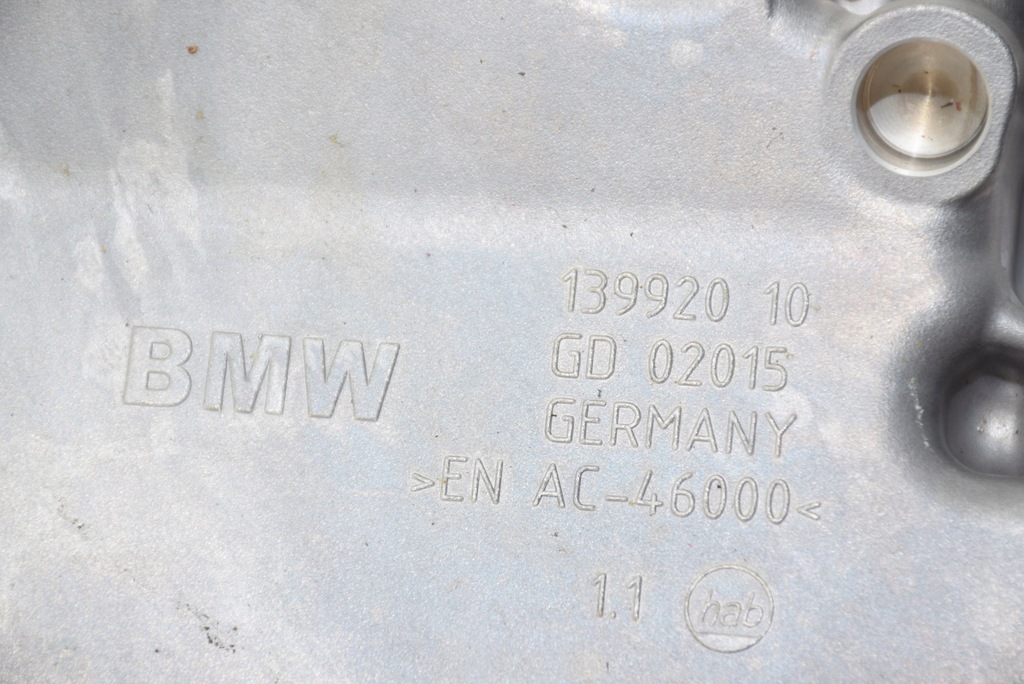 BMW
139920 10
GD 02015
GERMANY
>EN AC-46000<
1.1 hab